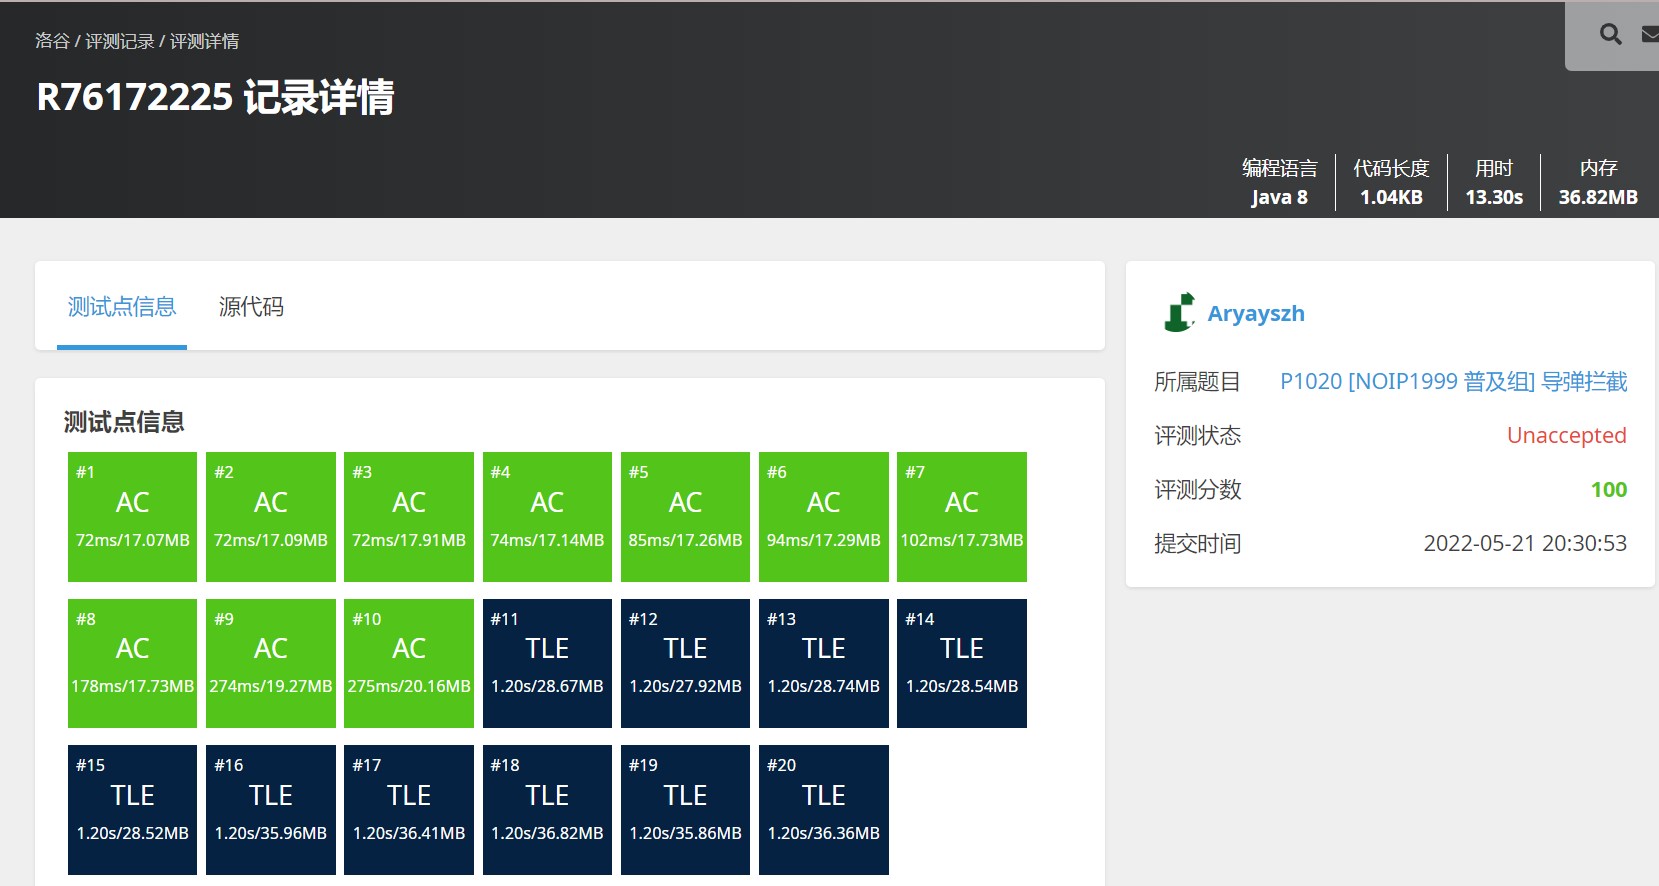 洛谷 / 评测记录 / 评测详情
R76172225 记录详情
编程语言 代码长度 用时 内存
Java 8 1.04KB 13.30s 36.82MB
测试点信息 源代码
Aryayszh
所属题目 P1020 [NOIP1999 普及组] 导弹拦截
评测状态 Unaccepted
评测分数 100
提交时间 2022-05-21 20:30:53
测试点信息
#1 #2 #3 #4 #5 #6 #7
AC AC AC AC AC AC AC
72ms/17.07MB 72ms/17.09MB 72ms/17.91MB 74ms/17.14MB 85ms/17.26MB 94ms/17.29MB 102ms/17.73MB
#8 #9 #10 #11 #12 #13 #14
AC AC AC TLE TLE TLE TLE
178ms/17.73MB 274ms/19.27MB 275ms/20.16MB 1.20s/28.67MB 1.20s/27.92MB 1.20s/28.74MB 1.20s/28.54MB
#15 #16 #17 #18 #19 #20
TLE TLE TLE TLE TLE TLE
1.20s/28.52MB 1.20s/35.96MB 1.20s/36.41MB 1.20s/36.82MB 1.20s/35.86MB 1.20s/36.36MB